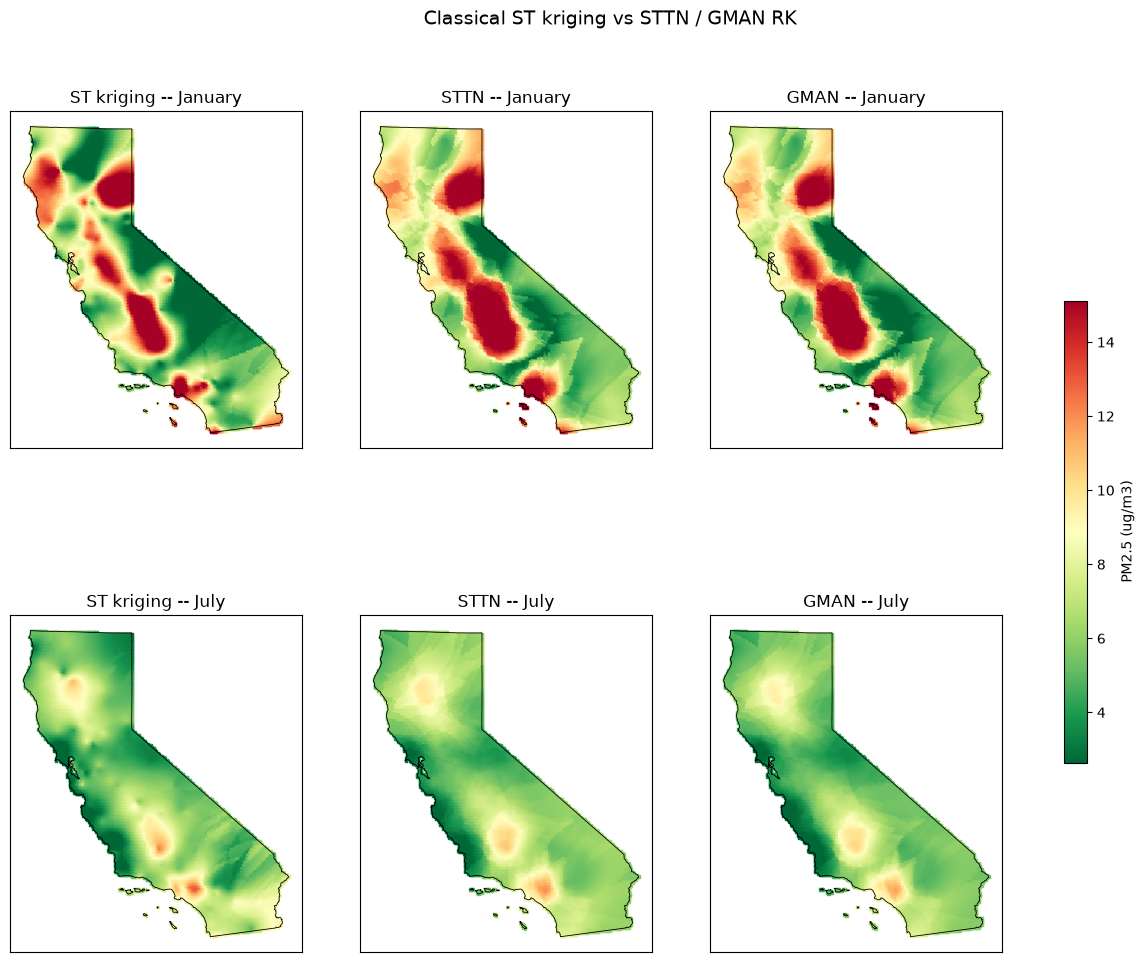 Classical ST kriging vs STTN / GMAN RK
ST kriging -- January
STTN -- January
GMAN -- January
14
12
10
8
6
4
PM2.5 (ug/m3)
ST kriging -- July
STTN -- July
GMAN -- July